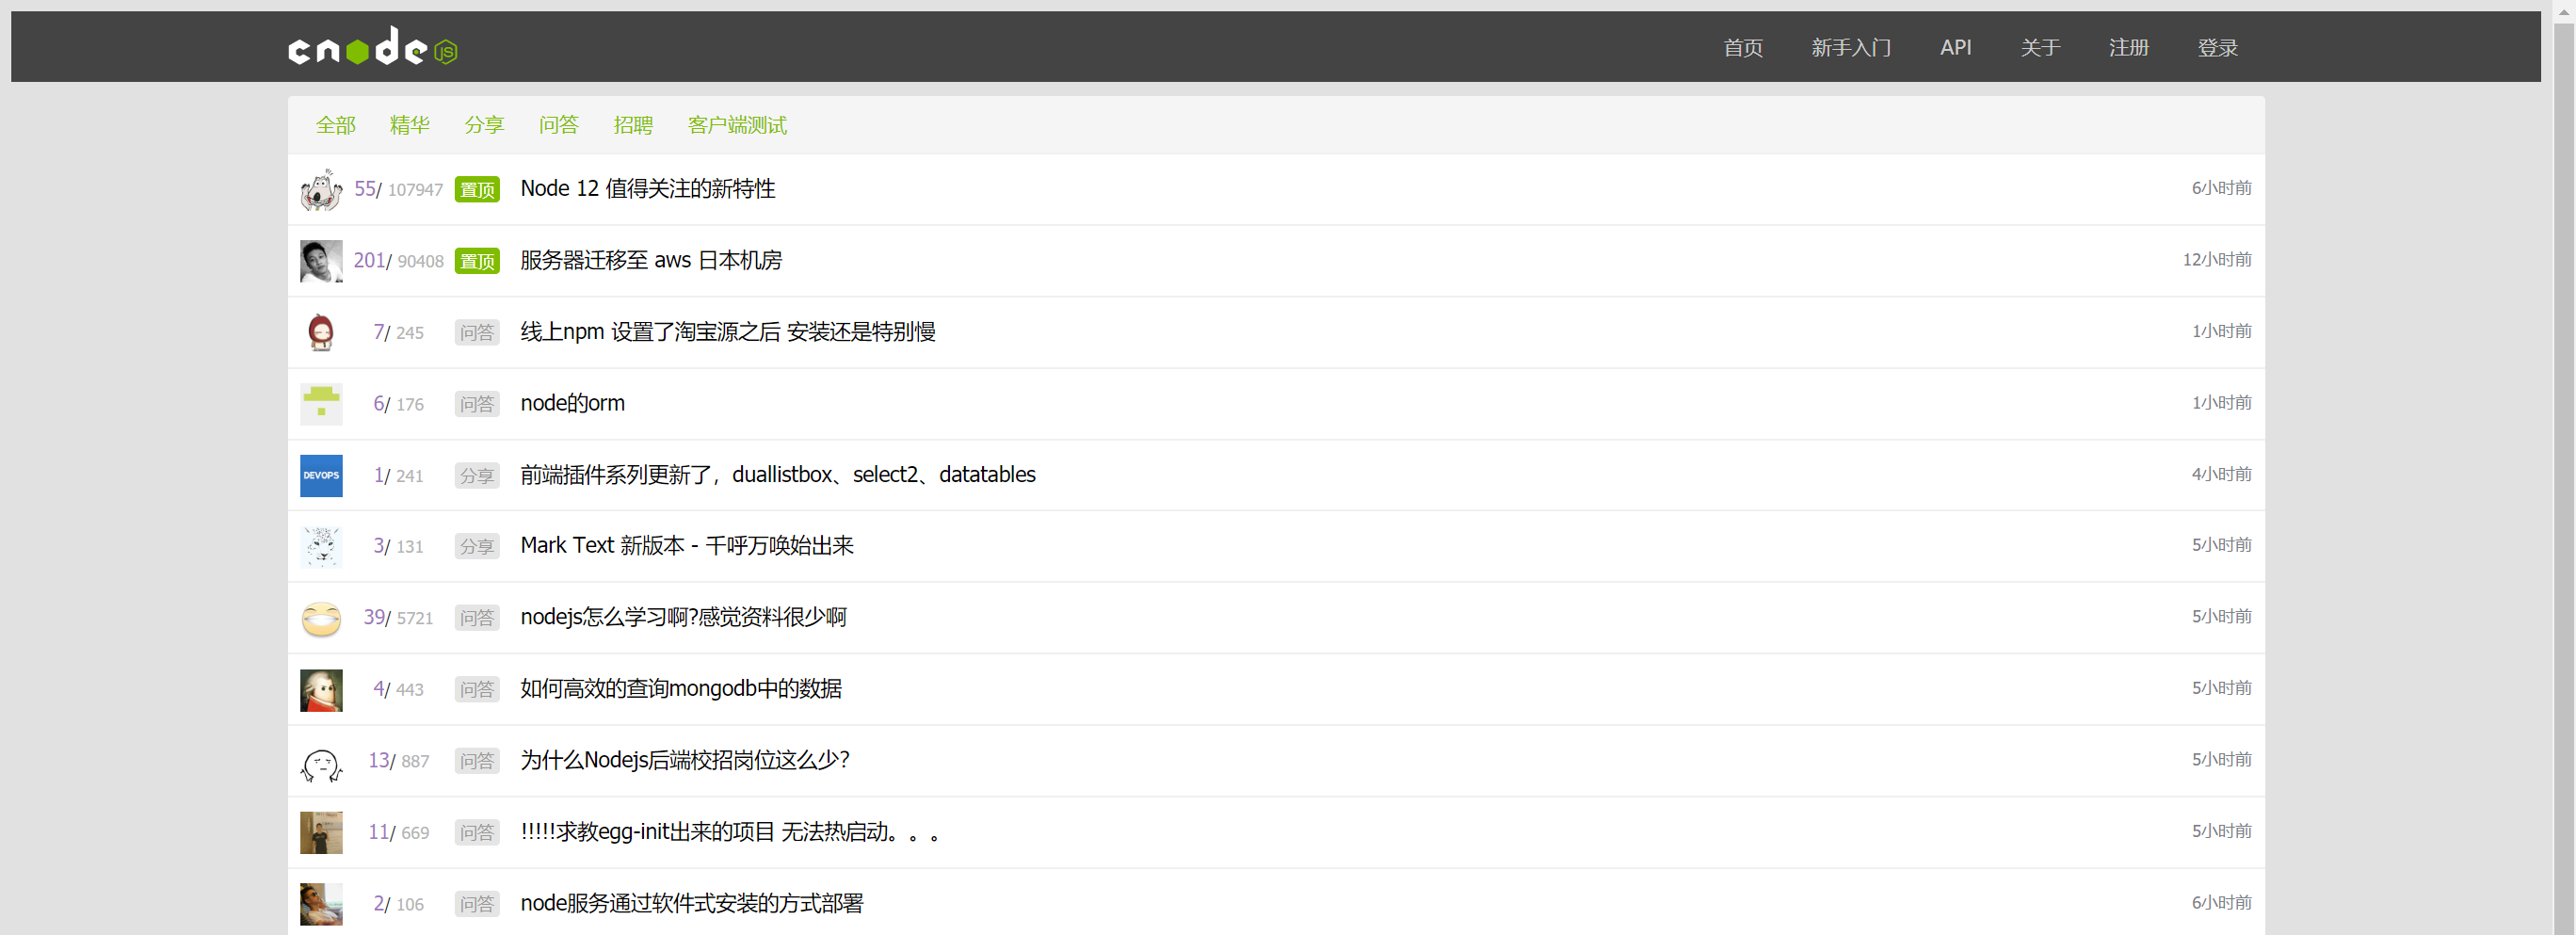 cnode JS 首页 新手入门 API 关于 注册 登录
全部 精华 分享 问答 招聘 客户端测试
55/ 107947 置顶 Node 12 值得关注的新特性 6小时前
201/ 90408 置顶 服务器迁移至 aws 日本机房 12小时前
7/ 245 问答 线上npm 设置了淘宝源之后 安装还是特别慢 1小时前
6/ 176 问答 node的orm 1小时前
DEVOPS 1/ 241 分享 前端插件系列更新了，duallistbox、select2、datatables 4小时前
3/ 131 分享 Mark Text 新版本 - 千呼万唤始出来 5小时前
39/ 5721 问答 nodejs怎么学习啊?感觉资料很少啊 5小时前
4/ 443 问答 如何高效的查询mongodb中的数据 5小时前
13/ 887 问答 为什么Nodejs后端校招岗位这么少? 5小时前
11/ 669 问答 !!!!!求教egg-init出来的项目 无法热启动。。。 5小时前
2/ 106 问答 node服务通过软件式安装的方式部署 6小时前